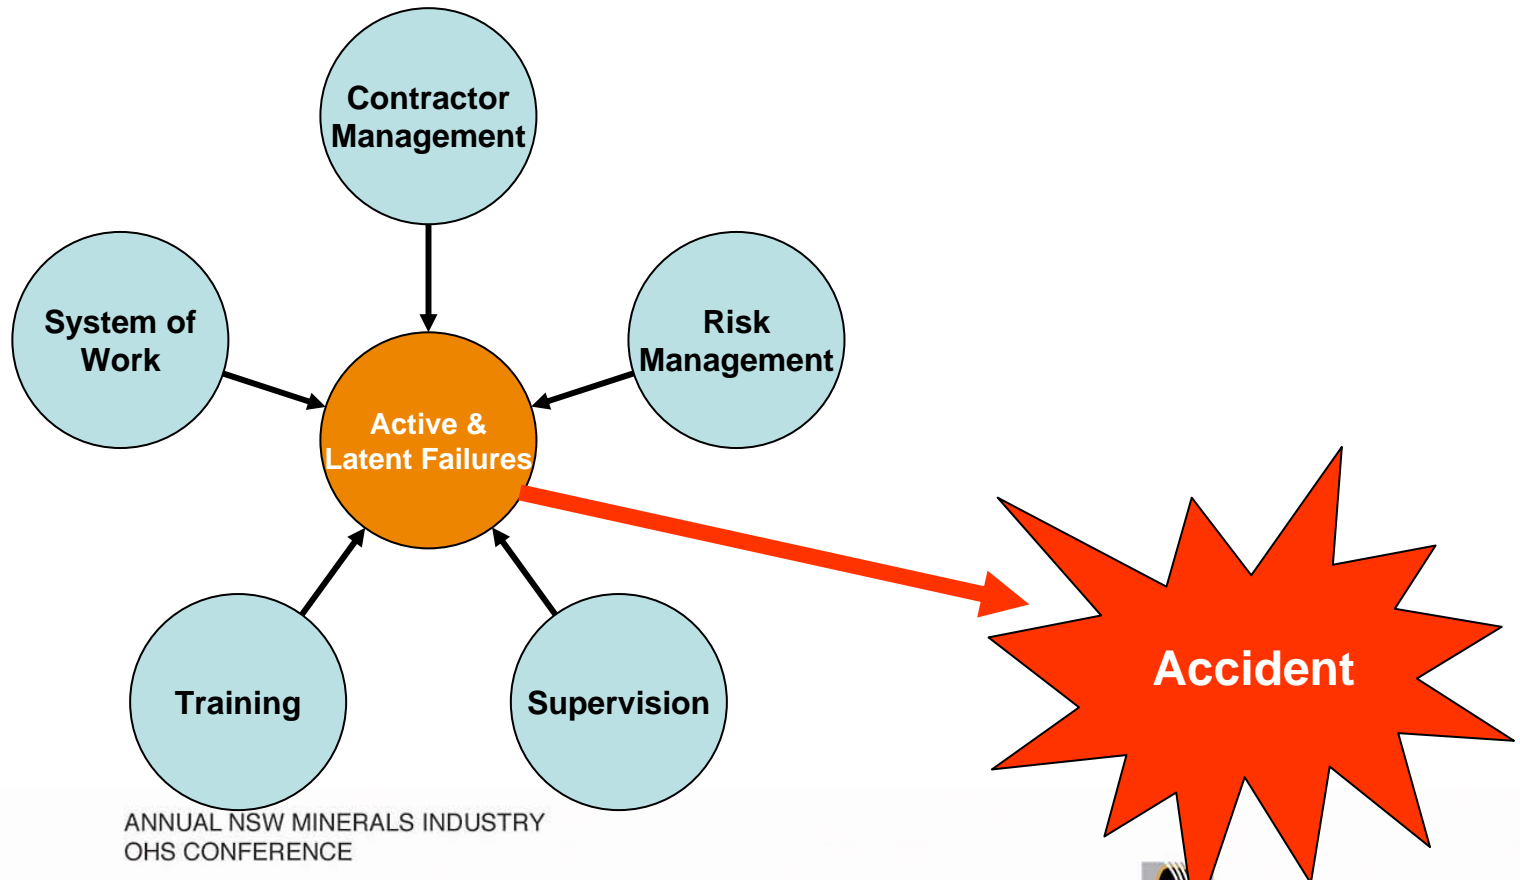 Contractor
Management
System of
Work
Risk
Management
Active &
Latent Failures
Accident
Training
Supervision
ANNUAL NSW MINERALS INDUSTRY
OHS CONFERENCE